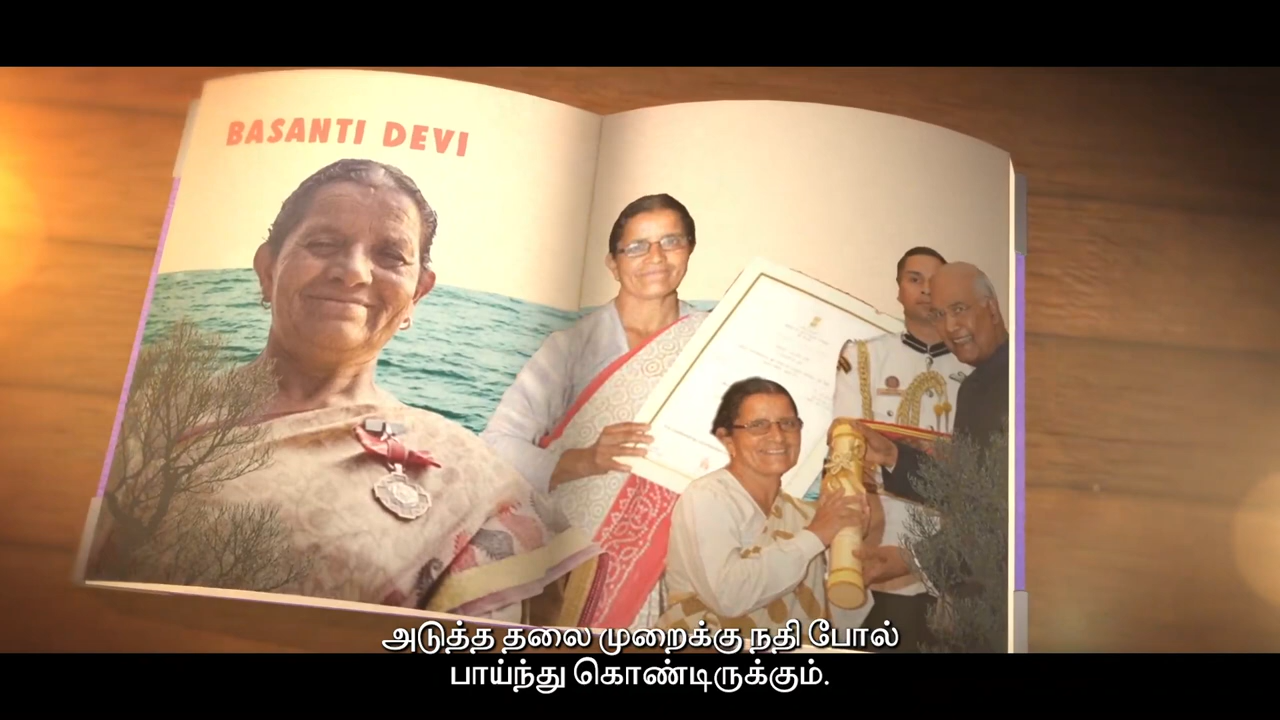 BASANTI DEVI
அடுத்த தலை முறைக்கு நதி போல்
பாய்ந்து கொண்டிருக்கும்.